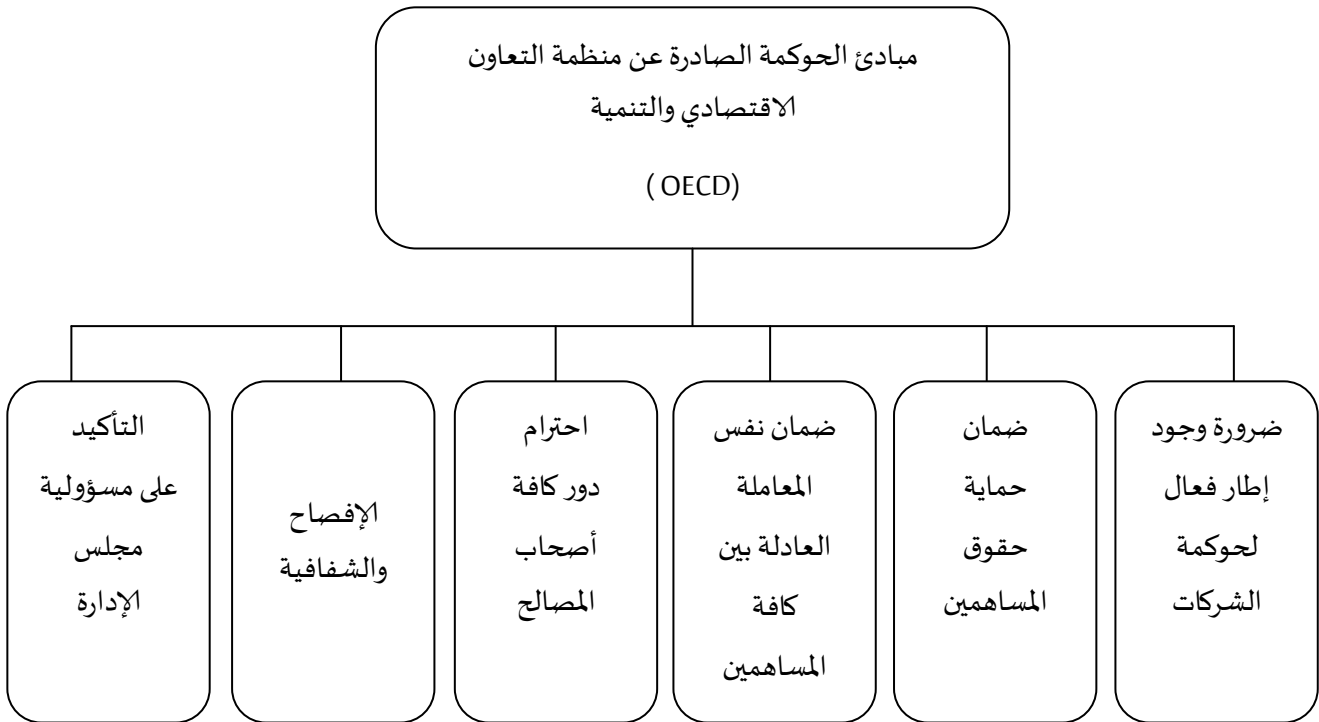 مبادئ الحوكمة الصادرة عن منظمة التعاون
الاقتصادي والتنمية
( OECD)
ضرورة وجود
إطار فعال
لحوكمة
الشركات
ضمان
حماية
حقوق
المساهمين
ضمان نفس
المعاملة
العادلة بين
كافة
المساهمين
احترام
دور كافة
أصحاب
المصالح
الإفصاح
والشفافية
التأكيد
على مسؤولية
مجلس
الإدارة